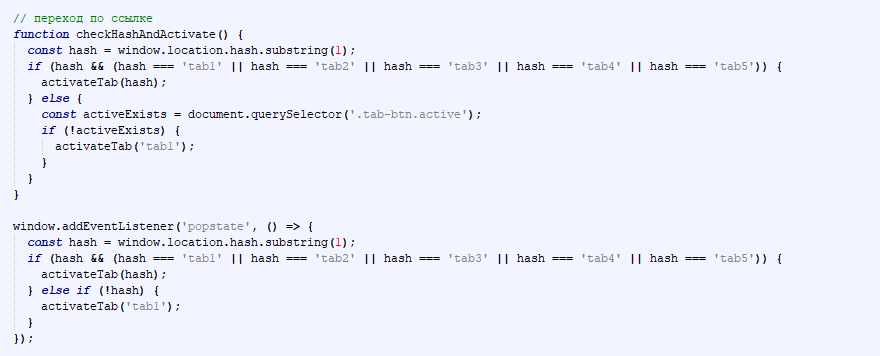 // переход по ссылке
function checkHashAndActivate() {
  const hash = window.location.hash.substring(1);
  if (hash && (hash === 'tab1' || hash === 'tab2' || hash === 'tab3' || hash === 'tab4' || hash === 'tab5')) {
    activateTab(hash);
  } else {
    const activeExists = document.querySelector('.tab-btn.active');
    if (!activeExists) {
      activateTab('tab1');
    }
  }
}

window.addEventListener('popstate', () => {
  const hash = window.location.hash.substring(1);
  if (hash && (hash === 'tab1' || hash === 'tab2' || hash === 'tab3' || hash === 'tab4' || hash === 'tab5')) {
    activateTab(hash);
  } else if (!hash) {
    activateTab('tab1');
  }
});